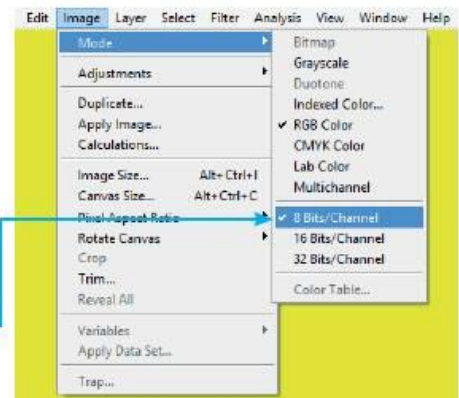 Edit Image Layer Select Filter Analysis View Window Help
Mode
Adjustments
Duplicate...
Apply Image...
Calculations...
Image Size... Alt+Ctrl+I
Canvas Size... Alt+Ctrl+C
Pixel Aspect Ratio
Rotate Canvas
Crop
Trim...
Reveal All
Variables
Apply Data Set...
Trap...
Bitmap
Grayscale
Duotone
Indexed Color...
✔ RGB Color
CMYK Color
Lab Color
Multichannel
✔ 8 Bits/Channel
16 Bits/Channel
32 Bits/Channel
Color Table...